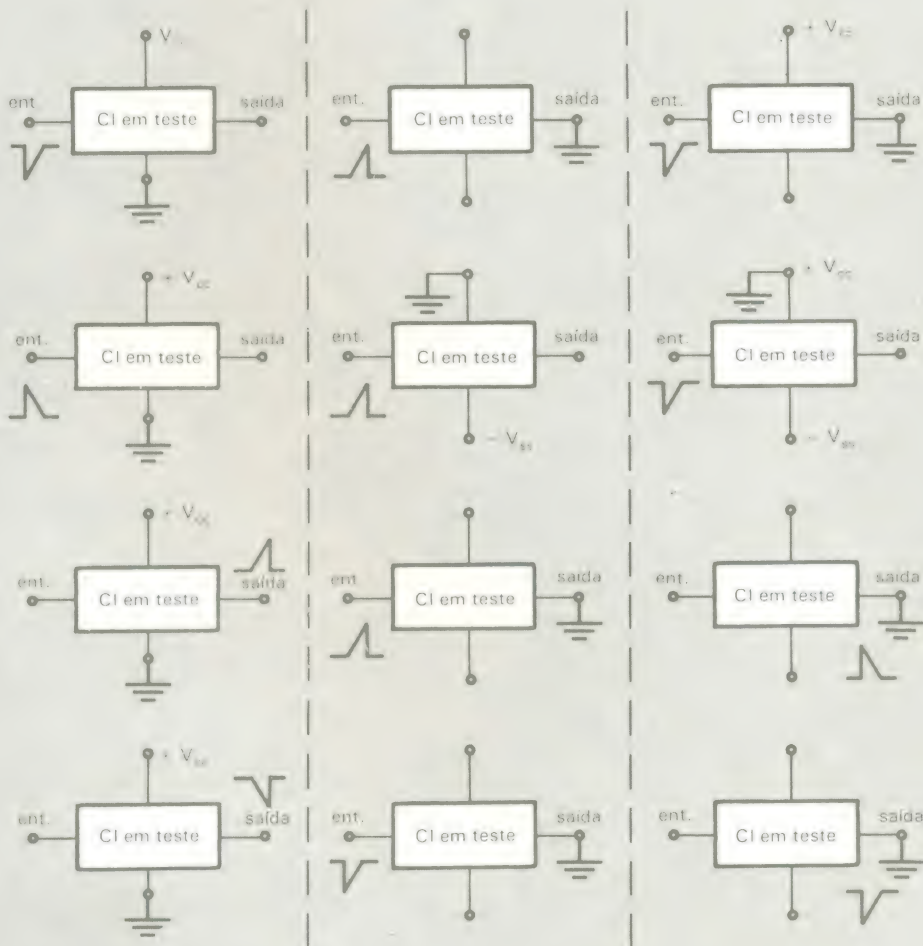 V
+ V
ent.
CI em teste
saída
ent.
CI em teste
saída
ent.
CI em teste
saída
+ V
+ V
ent.
CI em teste
saída
ent.
CI em teste
saída
ent.
CI em teste
saída
- V
- V
V
ent.
CI em teste
saída
ent.
CI em teste
saída
ent.
CI em teste
saída
V
ent.
CI em teste
saída
ent.
CI em teste
saída
ent.
CI em teste
saída